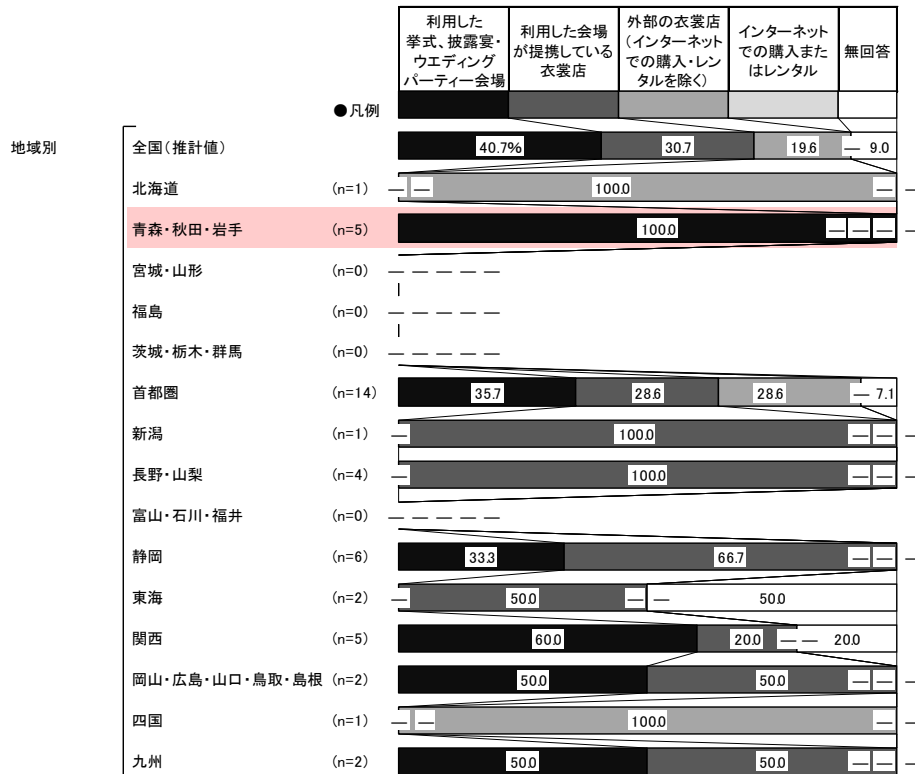 利用した
挙式、披露宴・
ウエディング
パーティー会場
利用した会場
が提携している
衣裳店
外部の衣裳店
(インターネット
での購入・レン
タルを除く)
インターネット
での購入また
はレンタル
無回答
●凡例
地域別
全国(推計値) 40.7% 30.7 19.6 — 9.0
北海道 (n=1) — — 100.0 — —
青森・秋田・岩手 (n=5) 100.0 — — — —
宮城・山形 (n=0) — — — — —
福島 (n=0) — — — — —
茨城・栃木・群馬 (n=0) — — — — —
首都圏 (n=14) 35.7 28.6 28.6 — 7.1
新潟 (n=1) — 100.0 — — —
長野・山梨 (n=4) — 100.0 — — —
富山・石川・福井 (n=0) — — — — —
静岡 (n=6) 33.3 66.7 — — —
東海 (n=2) — 50.0 — — 50.0
関西 (n=5) 60.0 20.0 — — 20.0
岡山・広島・山口・鳥取・島根 (n=2) 50.0 50.0 — — —
四国 (n=1) — — 100.0 — —
九州 (n=2) 50.0 50.0 — — —